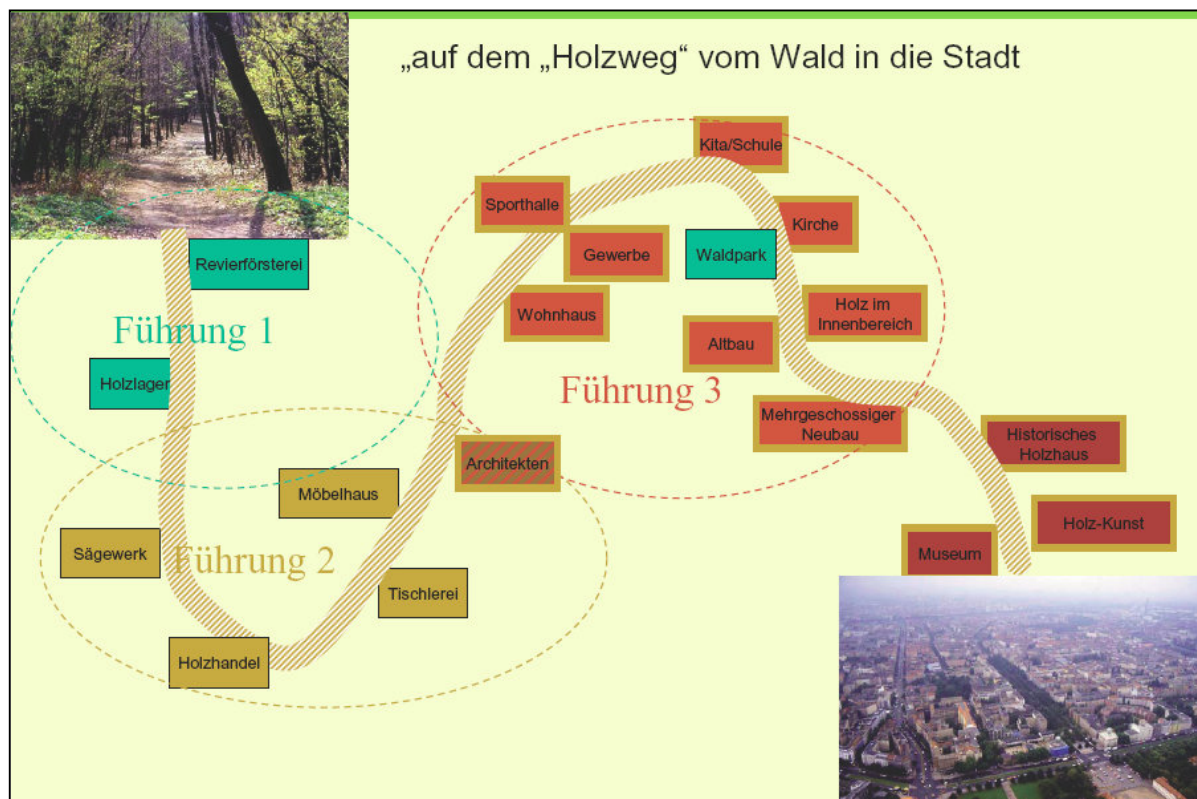 „auf dem „Holzweg“ vom Wald in die Stadt
Kita/Schule
Sporthalle
Kirche
Gewerbe
Waldpark
Revierförsterei
Wohnhaus
Holz im
Innenbereich
Führung 1
Altbau
Holzlager
Führung 3
Mehrgeschossiger
Neubau
Historisches
Holzhaus
Architekten
Möbelhaus
Holz-Kunst
Sägewerk
Führung 2
Museum
Tischlerei
Holzhandel